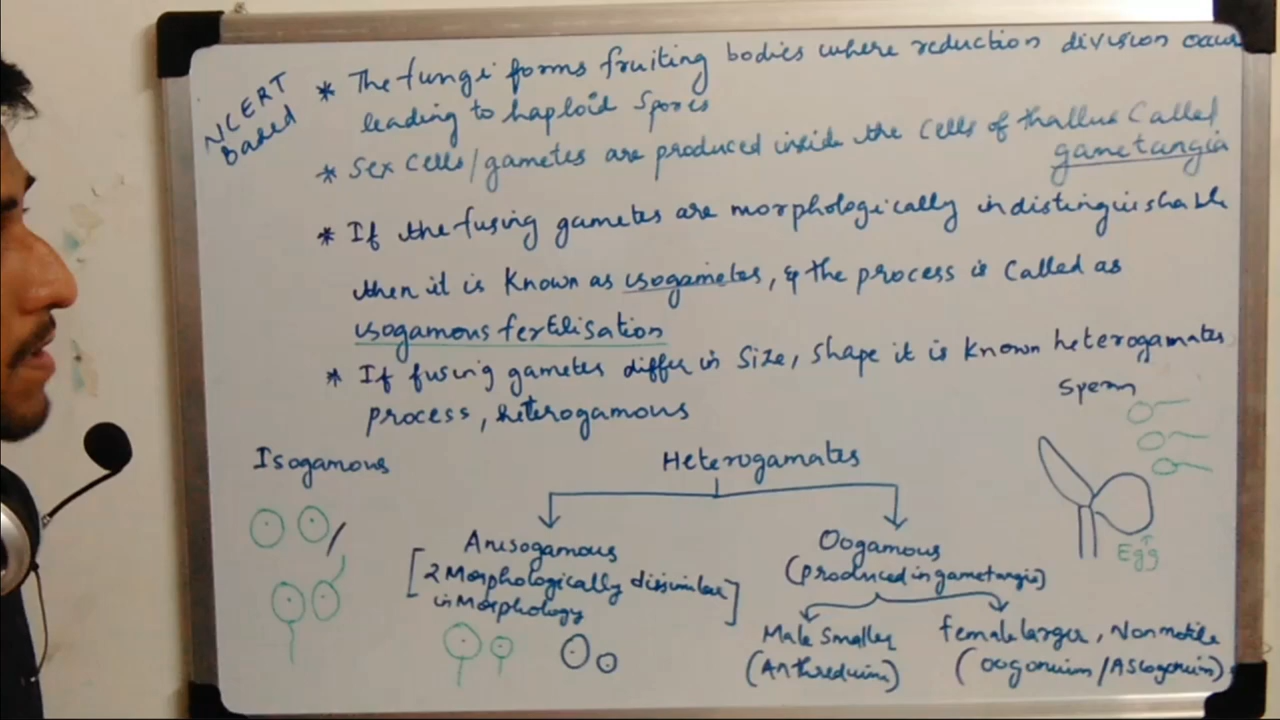 NCERT
Based
* The fungi forms fruiting bodies where reduction division occur
leading to haploid Spores
* Sex cells/gametes are produced inside the cells of thallus Called
gametangia
* If the fusing gametes are morphologically indistinguishable
then it is Known as isogametes, & the process is Called as
isogamous fertilisation
* If fusing gametes differ in Size, Shape it is Known heterogamates
process, heterogamous
Sperm
Isogamous
Heterogamates
Anisogamous
[2 Morphologically dissimilar
in Morphology]
Oogamous
(produced in gametangia)
Egg
Male Smaller
(Anthredium)
female larger, Non motile
(oogonium/Ascogonium)